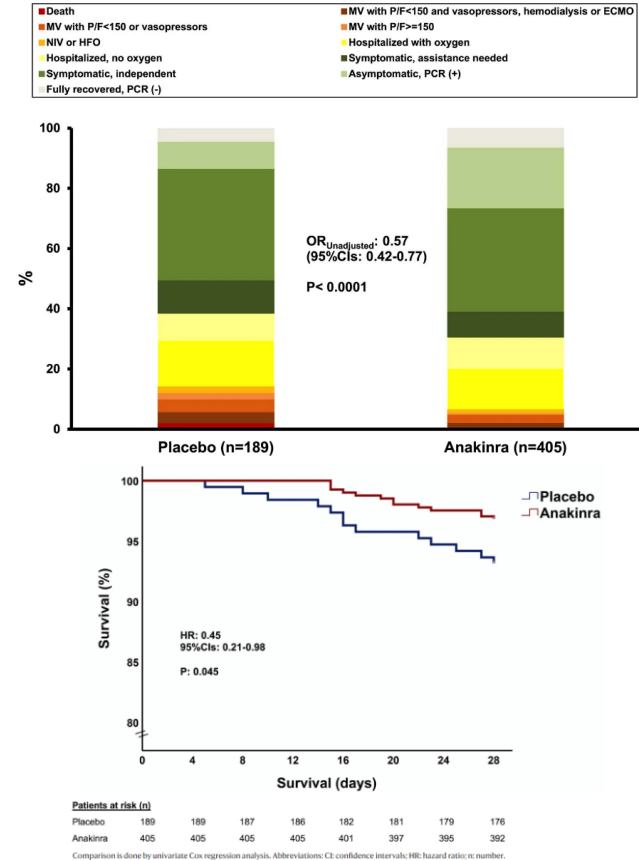 Death
MV with P/F<150 and vasopressors, hemodialysis or ECMO
MV with P/F<150 or vasopressors
MV with P/F>=150
NIV or HFO
Hospitalized with oxygen
Hospitalized, no oxygen
Symptomatic, assistance needed
Symptomatic, independent
Asymptomatic, PCR (+)
Fully recovered, PCR (-)
100
80
60
40
20
0
%
ORUnadjusted: 0.57
(95%CIs: 0.42-0.77)
P< 0.0001
Placebo (n=189)
Anakinra (n=405)
100
95
90
85
80
Survival (%)
Placebo
Anakinra
HR: 0.45
95%CIs: 0.21-0.98
P: 0.045
0 4 8 12 16 20 24 28
Survival (days)
Patients at risk (n)
Placebo 189 189 187 186 182 181 179 176
Anakinra 405 405 405 405 401 397 395 392
Comparison is done by univariate Cox regression analysis. Abbreviations: CI: confidence intervals; HR: hazard ratio; n: number.